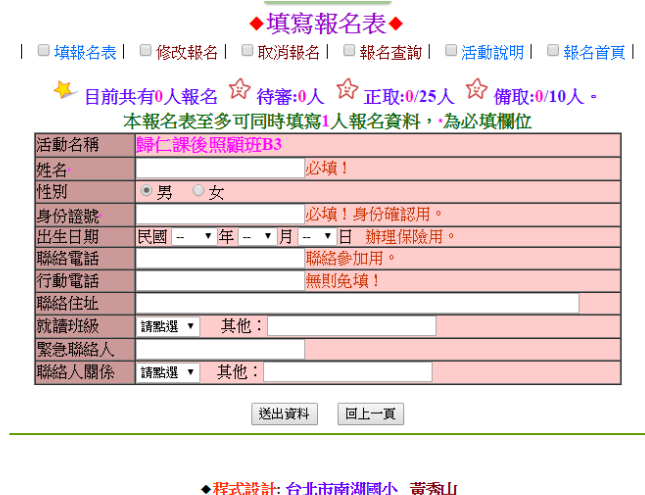 ◆填寫報名表◆
| 填報名表 | 修改報名 | 取消報名 | 報名查詢 | 活動說明 | 報名首頁 |
目前共有0人報名 待審:0人 正取:0/25人 備取:0/10人。
本報名表至多可同時填寫1人報名資料，*為必填欄位
活動名稱 歸仁課後照顧班B3
姓名* 必填！
性別 男 女
身份證號* 必填！身份確認用。
出生日期 民國 -- 年 -- 月 -- 日 辦理保險用。
聯絡電話 聯絡參加用。
行動電話 無則免填！
聯絡住址
就讀班級 請點選 其他：
緊急聯絡人
聯絡人關係 請點選 其他：
送出資料 回上一頁
◆程式設計: 台北市南湖國小 黃秀山